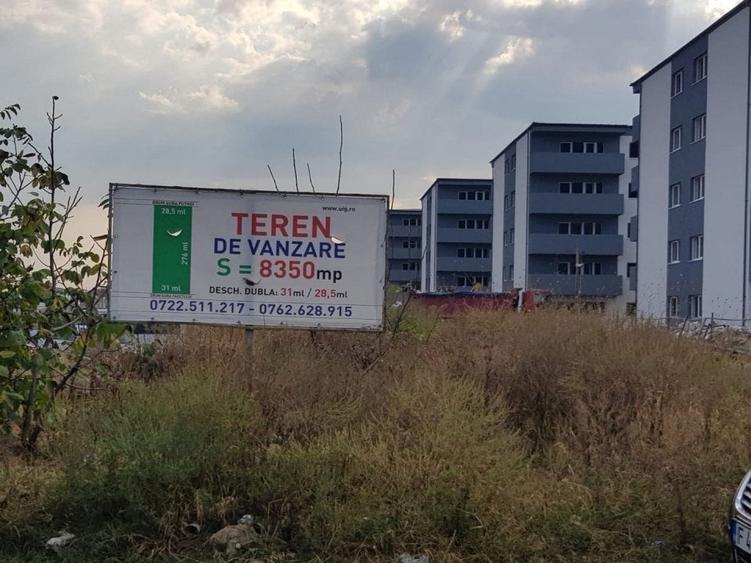 www.uig.ro
28,5 ml
276 ml
31 ml
TEREN
DE VANZARE
S = 8350mp
DESCH. DUBLA: 31ml / 28,5ml
0722.511.217 - 0762.628.915